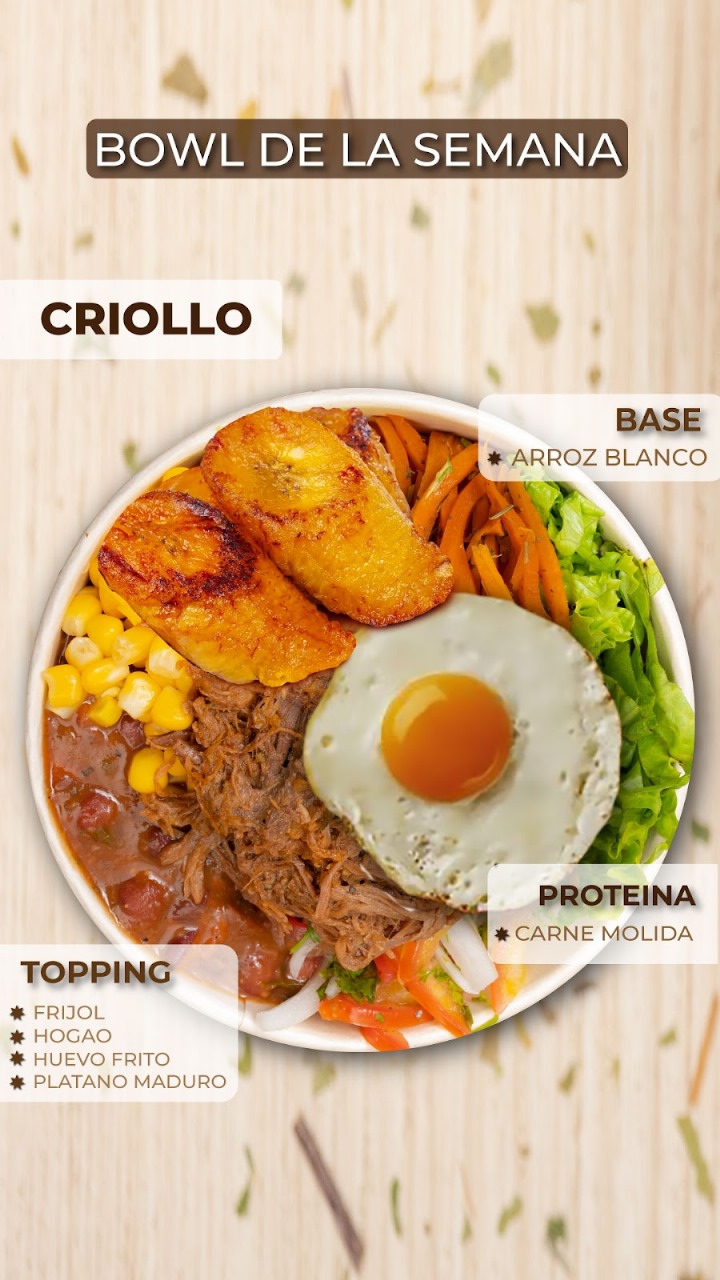 BOWL DE LA SEMANA
CRIOLLO
BASE
ARROZ BLANCO
PROTEINA
CARNE MOLIDA
TOPPING
FRIJOL
HOGAO
HUEVO FRITO
PLATANO MADURO